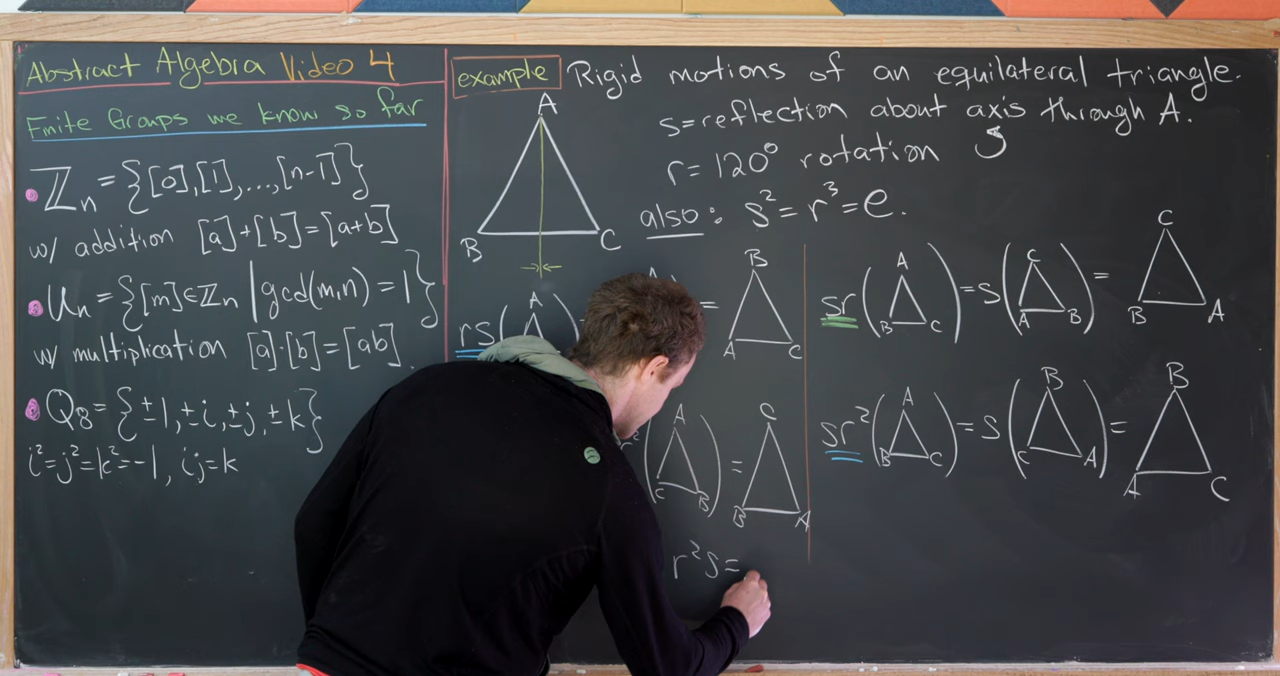 Abstract Algebra Video 4
Finite Groups we know so far
ℤₙ = {[0],[1],...,[n-1]}
w/ addition [a]+[b]=[a+b]
Uₙ = {[m]∈ℤₙ | gcd(m,n)=1}
w/ multiplication [a]·[b]=[ab].
Q₈ = {±1,±i,±j,±k}
i²=j²=k²=-1, ij=k
example Rigid motions of an equilateral triangle.
s=reflection about axis through A.
r=120° rotation
also: s²=r³=e.
A
B C
rs( A
= B
A C
r²( A
C B ) = C
B A
r²s=
sr( A
B C ) = s( C
A B ) = C
B A
sr²( A
B C ) = s( B
C A ) = B
A C